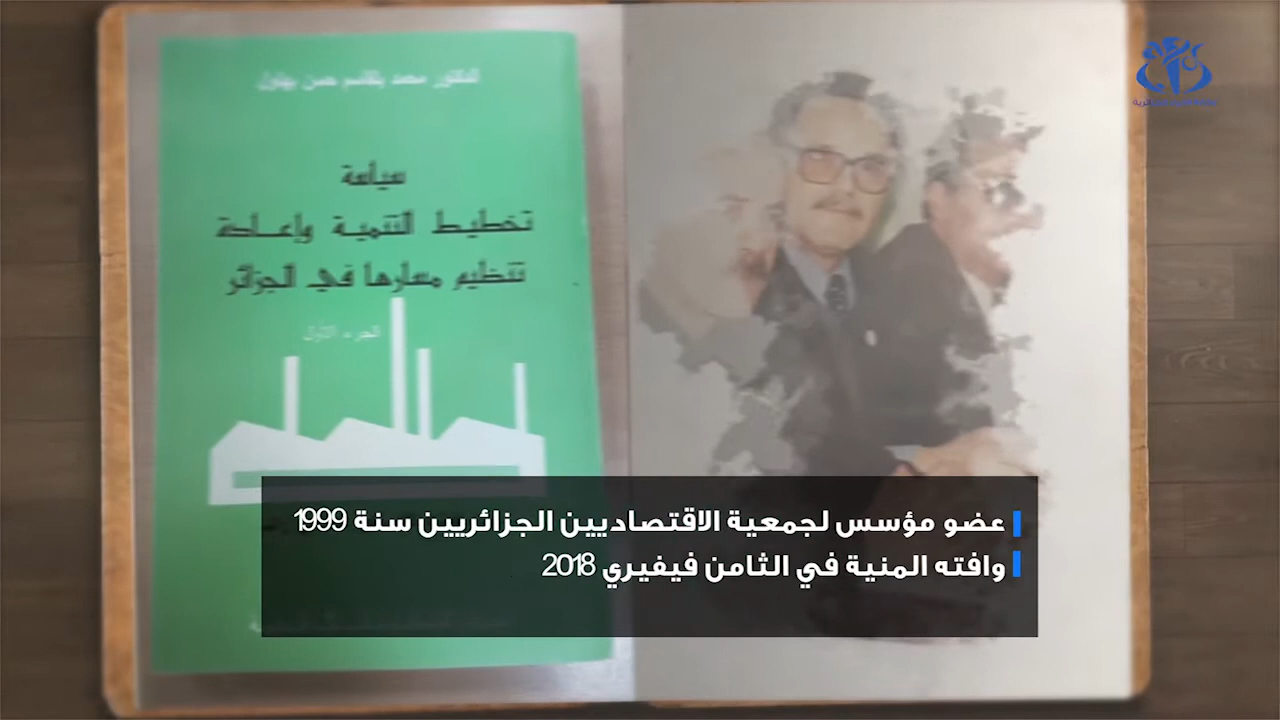 الدكتور محمد بلقاسم حسن بهلول
سياسة
تخطيط التنمية وإعادة
تنظيم مسارها في الجزائر
الجزء الأول
عضو مؤسس لجمعية الاقتصاديين الجزائريين سنة 1999
وافته المنية في الثامن فيفيري 2018